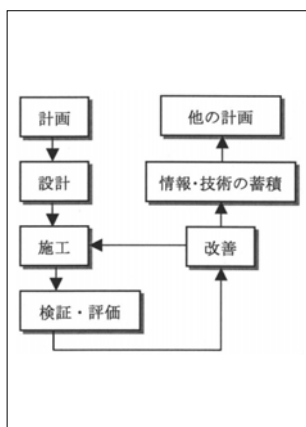 計画
設計
施工
検証・評価
他の計画
情報・技術の蓄積
改善